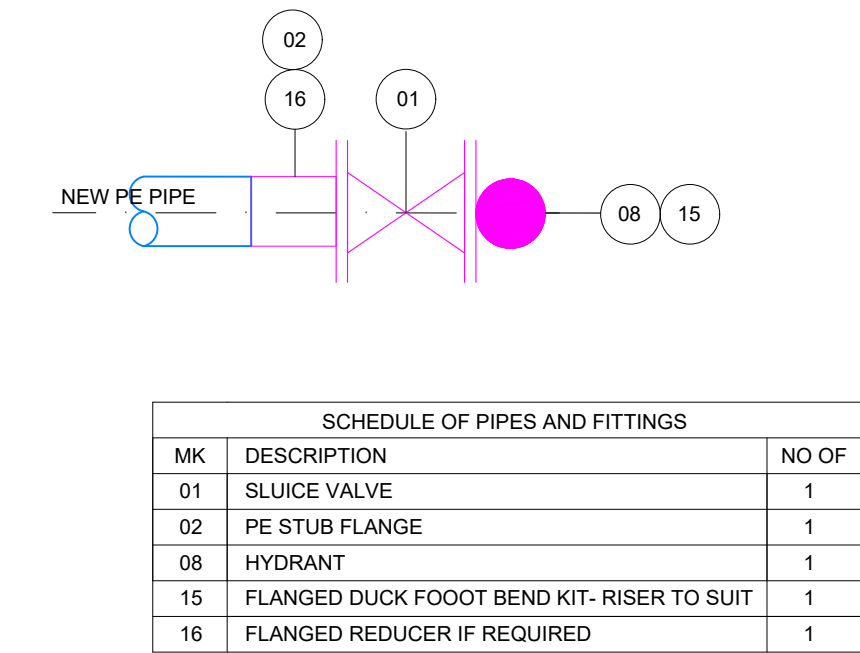 02
16
01
NEW PE PIPE
08 15
SCHEDULE OF PIPES AND FITTINGS
MK DESCRIPTION NO OF
01 SLUICE VALVE 1
02 PE STUB FLANGE 1
08 HYDRANT 1
15 FLANGED DUCK FOOOT BEND KIT- RISER TO SUIT 1
16 FLANGED REDUCER IF REQUIRED 1